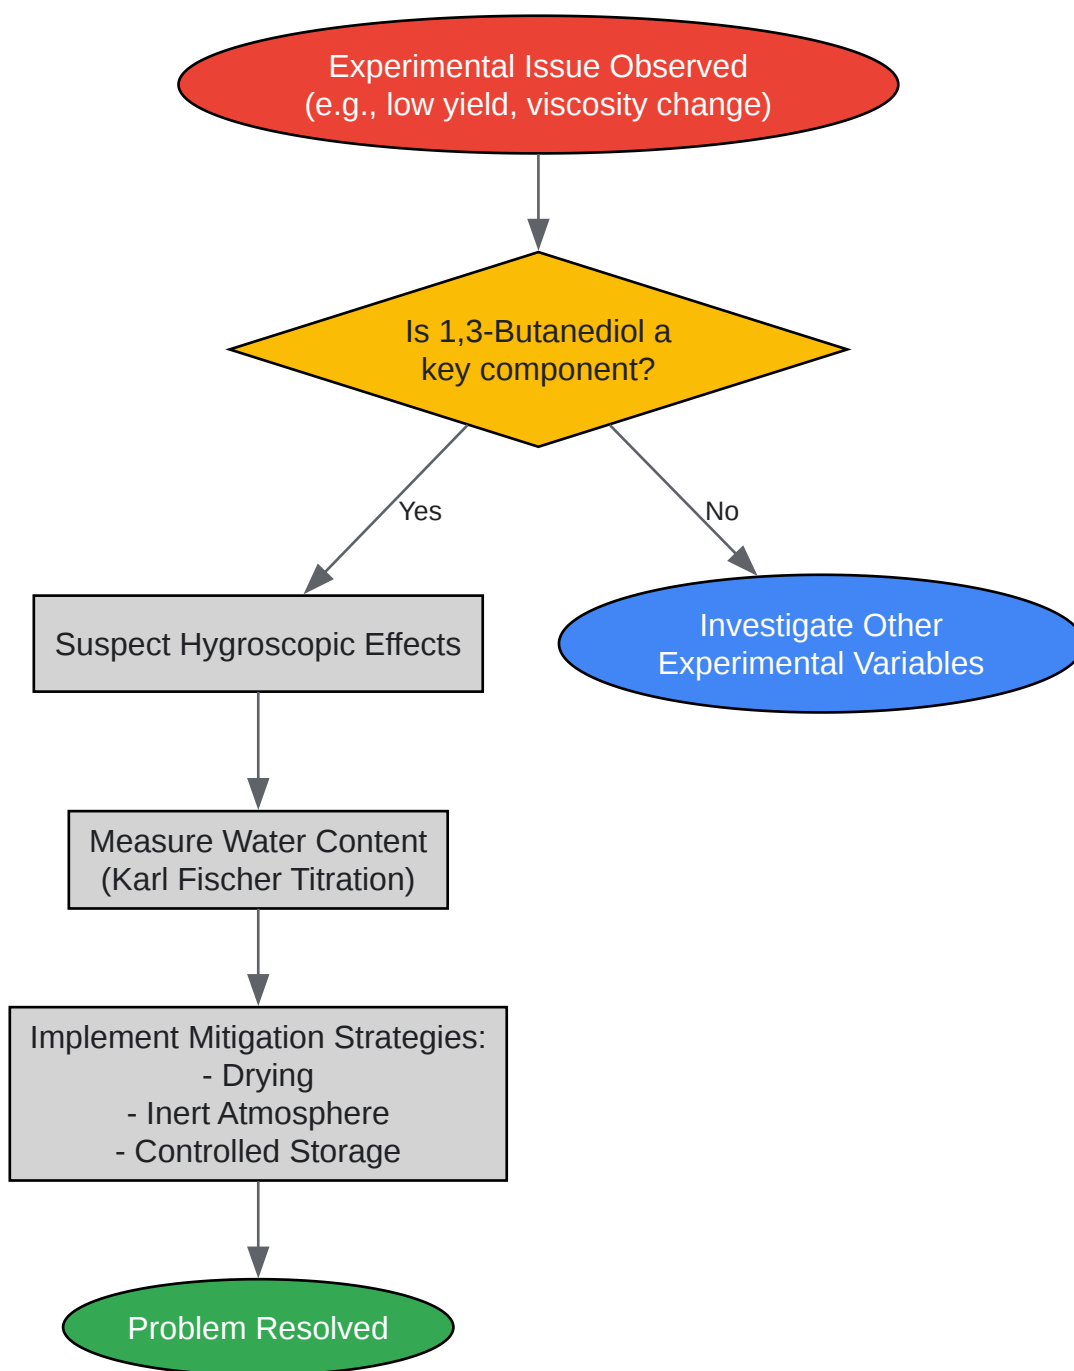 Experimental Issue Observed
(e.g., low yield, viscosity change)
Is 1,3-Butanediol a
key component?
Yes
No
Suspect Hygroscopic Effects
Investigate Other
Experimental Variables
Measure Water Content
(Karl Fischer Titration)
Implement Mitigation Strategies:
- Drying
- Inert Atmosphere
- Controlled Storage
Problem Resolved